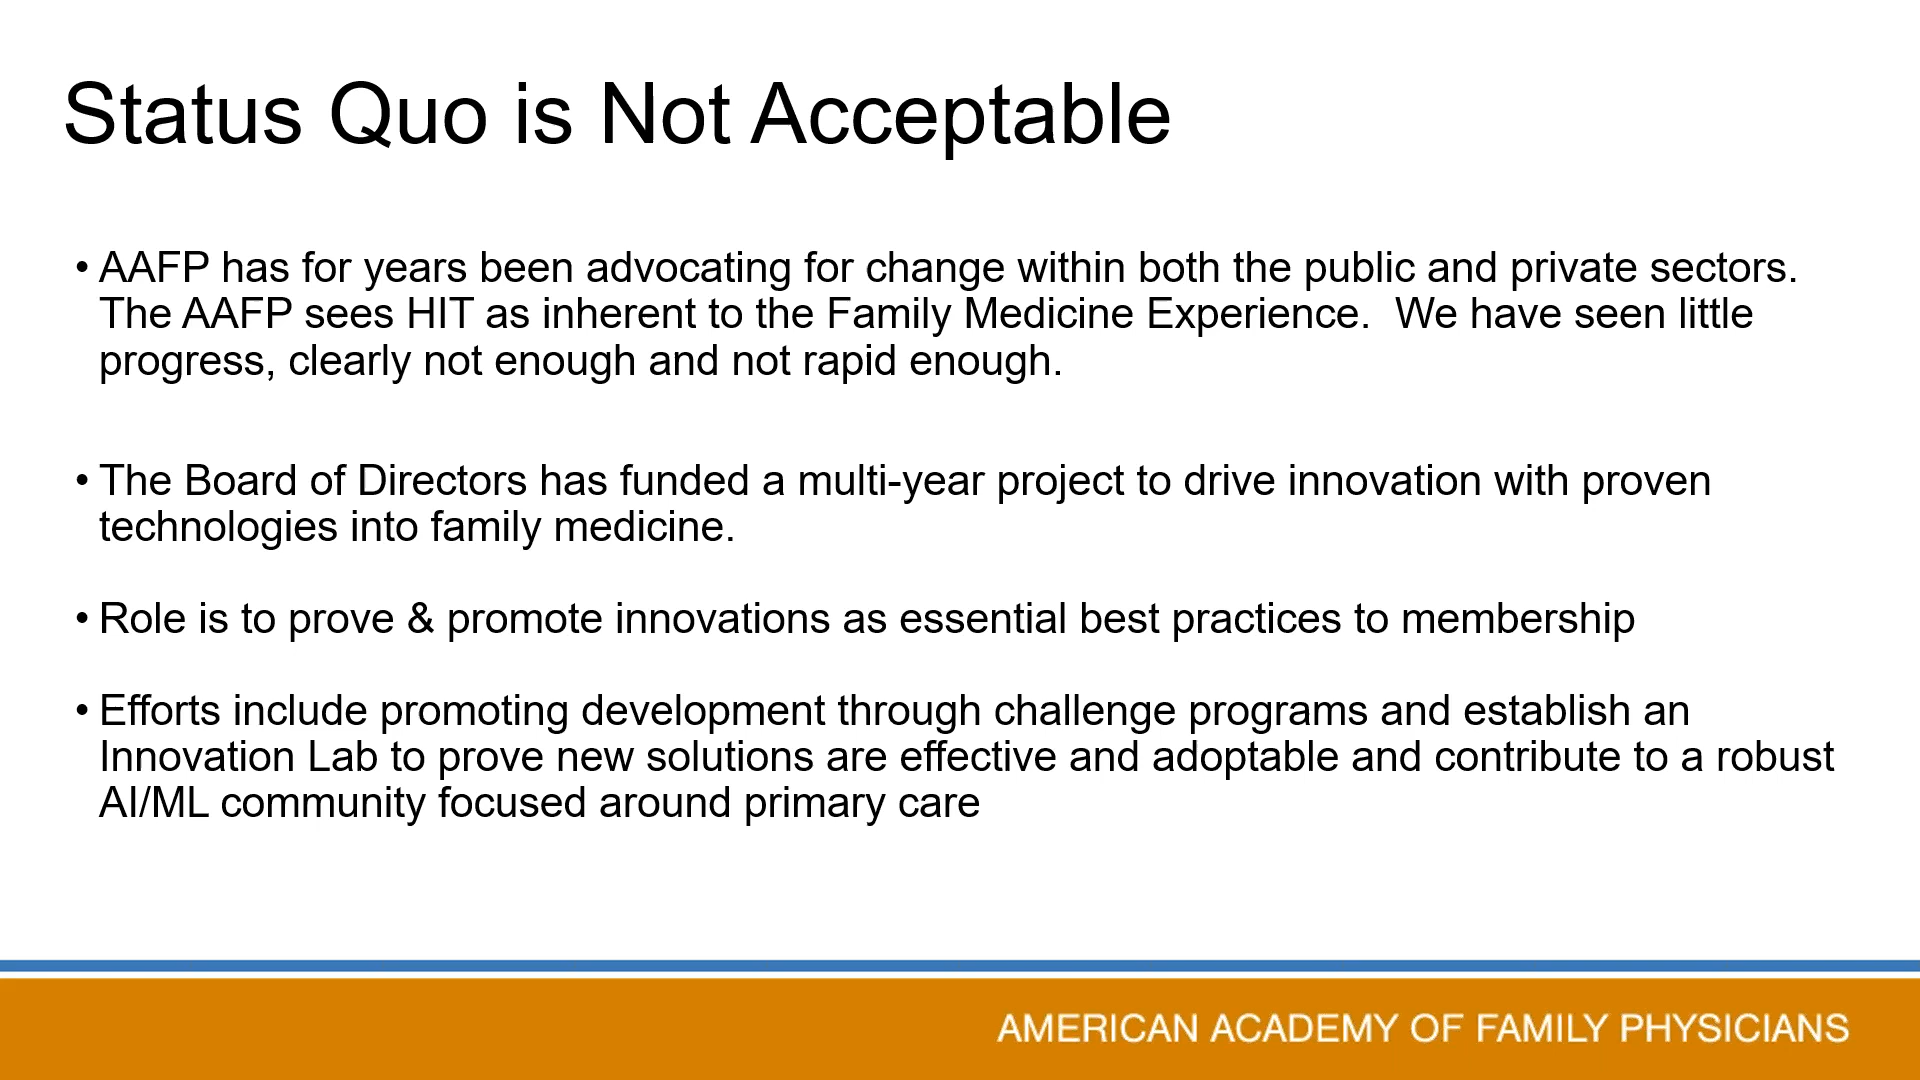 Status Quo is Not Acceptable
• AAFP has for years been advocating for change within both the public and private sectors.
The AAFP sees HIT as inherent to the Family Medicine Experience.  We have seen little
progress, clearly not enough and not rapid enough.
• The Board of Directors has funded a multi-year project to drive innovation with proven
technologies into family medicine.
• Role is to prove & promote innovations as essential best practices to membership
• Efforts include promoting development through challenge programs and establish an
Innovation Lab to prove new solutions are effective and adoptable and contribute to a robust
AI/ML community focused around primary care
AMERICAN ACADEMY OF FAMILY PHYSICIANS